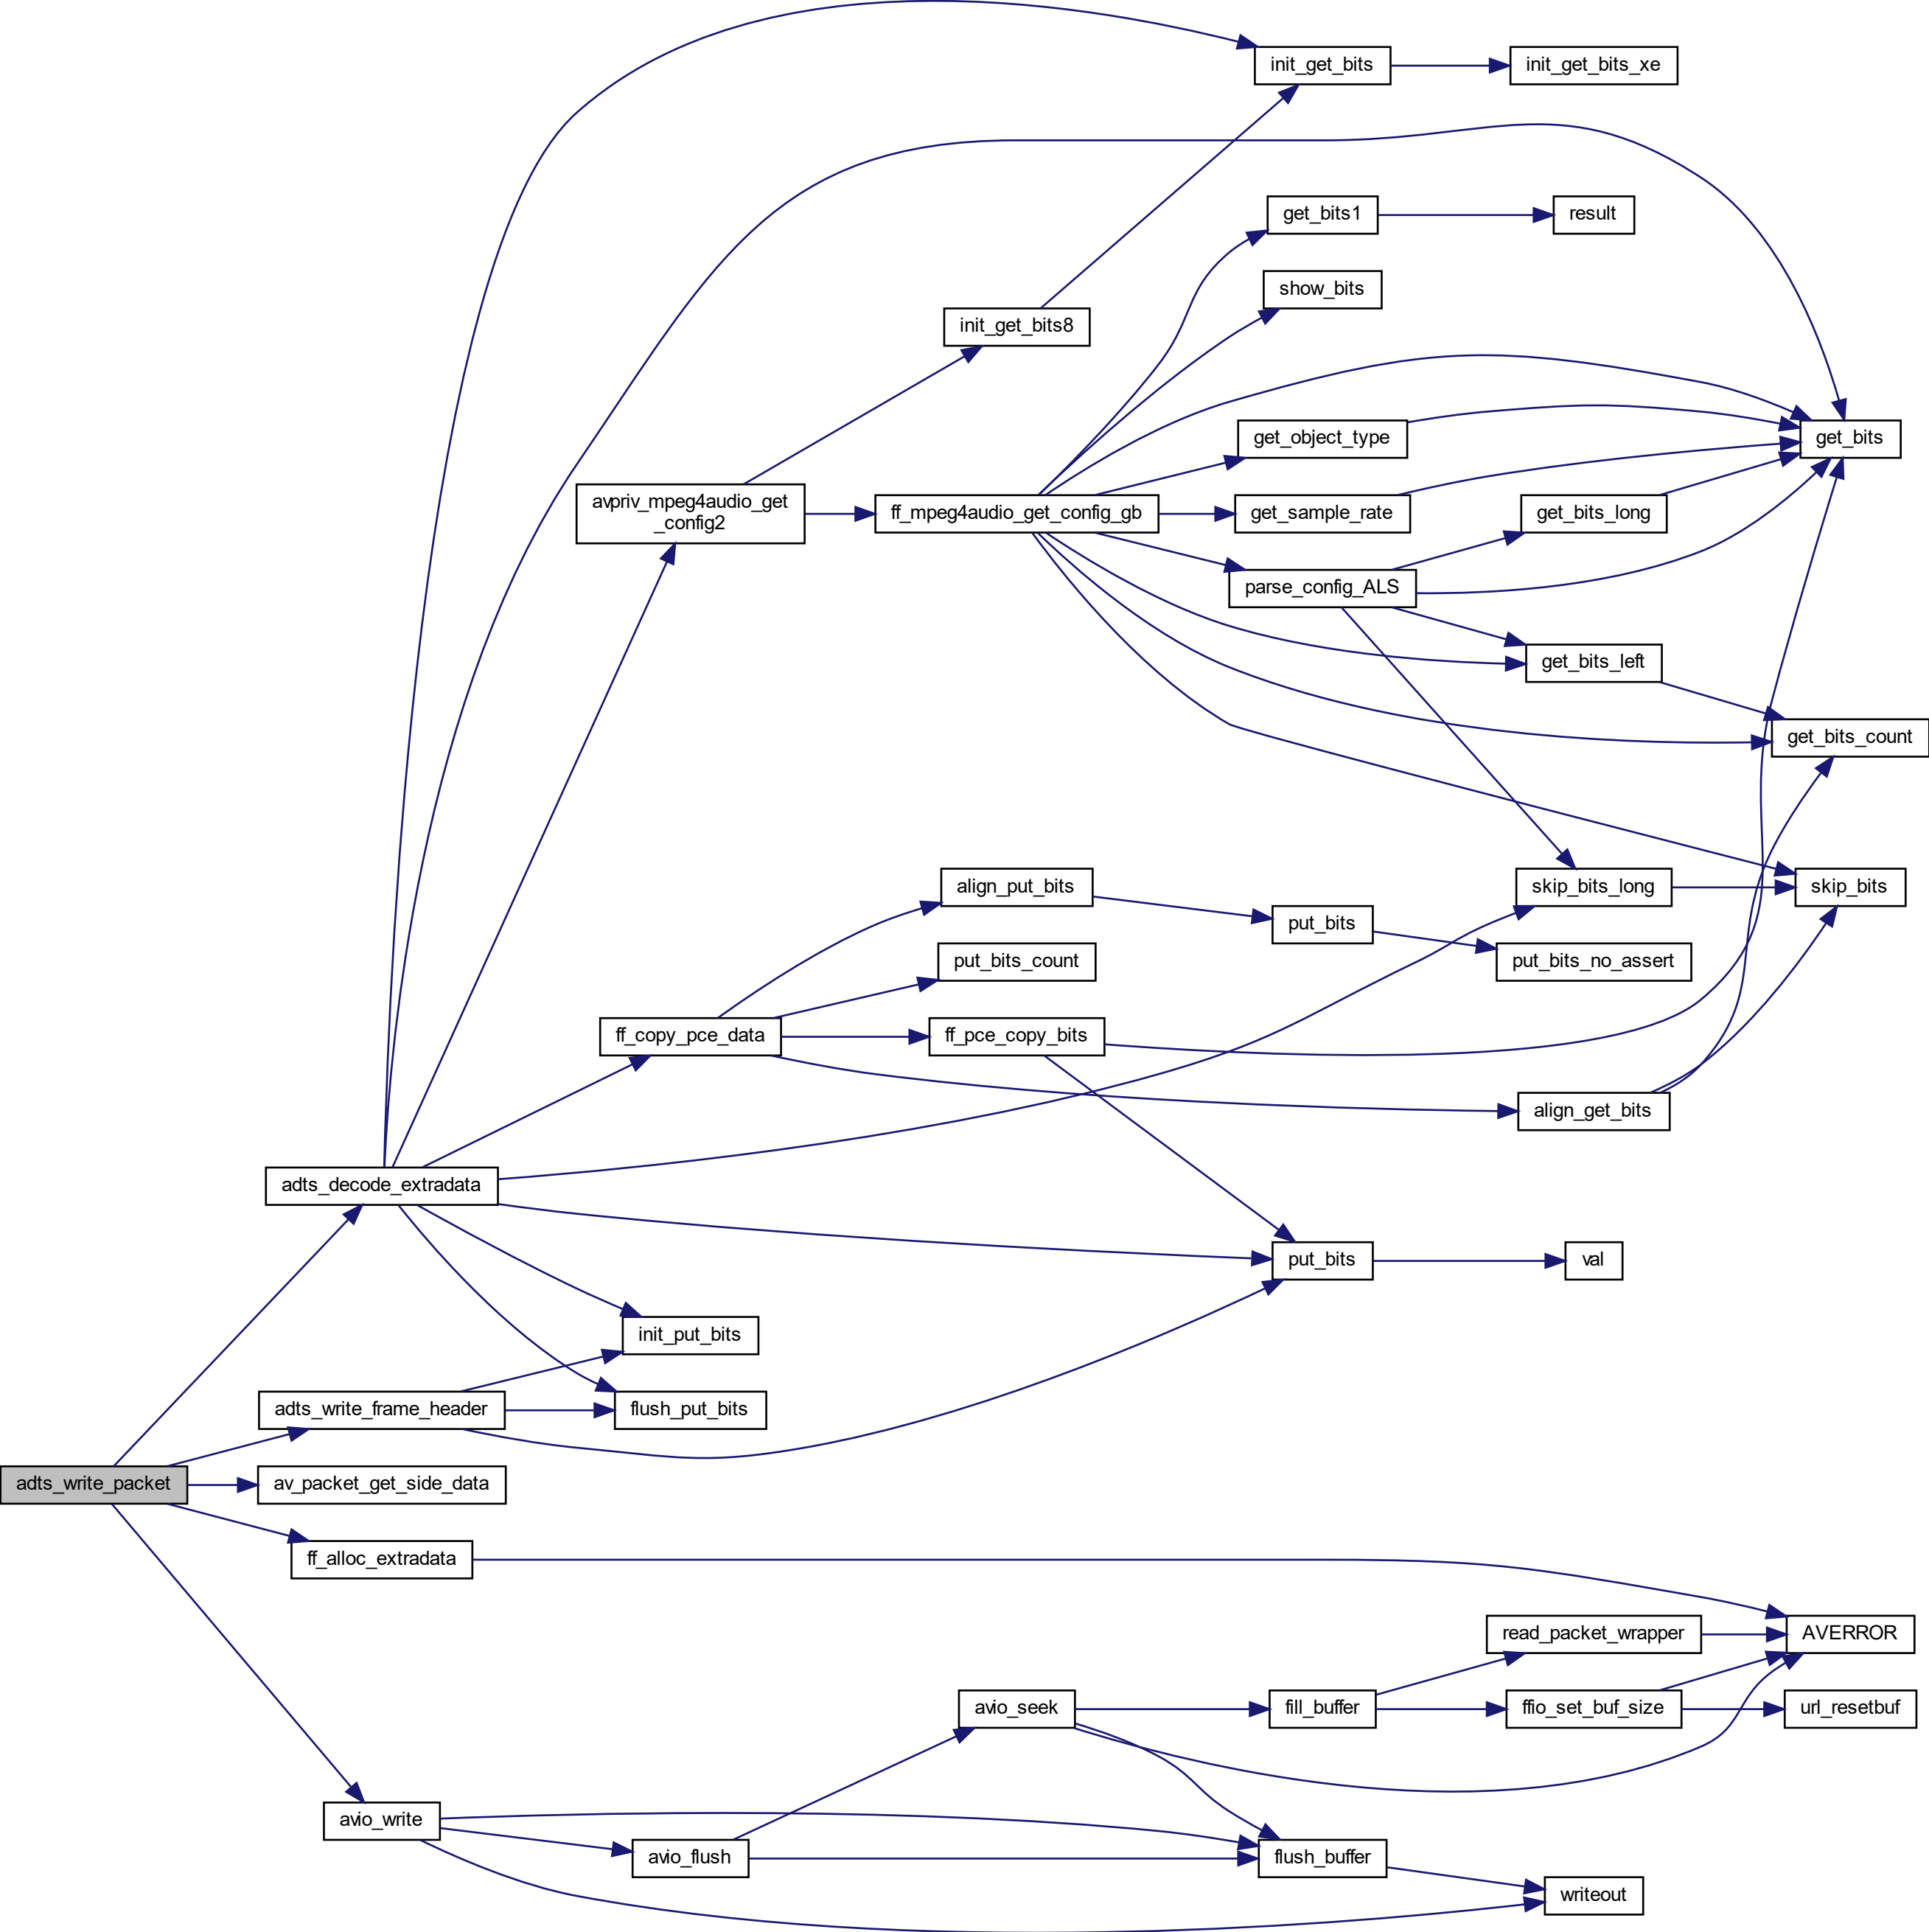 init_get_bits
init_get_bits_xe
get_bits1
result
show_bits
init_get_bits8
get_object_type
get_bits
avpriv_mpeg4audio_get
_config2
ff_mpeg4audio_get_config_gb
get_sample_rate
get_bits_long
parse_config_ALS
get_bits_left
get_bits_count
align_put_bits
skip_bits_long
skip_bits
put_bits
put_bits_count
put_bits_no_assert
ff_copy_pce_data
ff_pce_copy_bits
align_get_bits
adts_decode_extradata
put_bits
val
init_put_bits
adts_write_frame_header
flush_put_bits
adts_write_packet
av_packet_get_side_data
ff_alloc_extradata
read_packet_wrapper
AVERROR
avio_seek
fill_buffer
ffio_set_buf_size
url_resetbuf
avio_write
avio_flush
flush_buffer
writeout